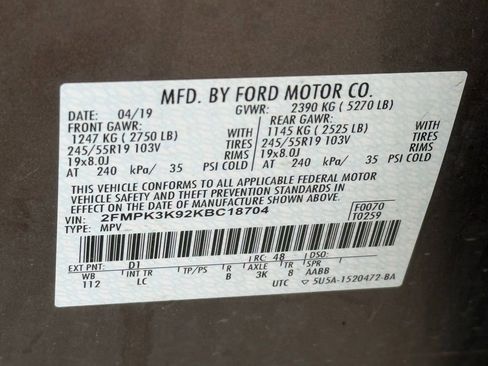 MFD. BY FORD MOTOR CO.
DATE: 04/19 GVWR: 2390 KG ( 5270 LB)
FRONT GAWR: REAR GAWR:
1247 KG ( 2750 LB) WITH 1145 KG ( 2525 LB) WITH
245/55R19 103V TIRES 245/55R19 103V TIRES
19x8.0J RIMS 19x8.0J RIMS
AT 240 kPa/ 35 PSI COLD AT 240 kPa/ 35 PSI COLD
THIS VEHICLE CONFORMS TO ALL APPLICABLE FEDERAL MOTOR
VEHICLE SAFETY AND THEFT PREVENTION STANDARDS IN
EFFECT ON THE DATE OF MANUFACTURE SHOWN ABOVE.
VIN: 2FMPK3K92KBC18704 F0070
TYPE: MPV T0259
EXT PNT: D1 RC: 48 DSO:
WB INT TR TP/PS R AXLE TR SPR
112 LC B 3K 8 AABB
UTC ▽ 5U5A-1520472-BA